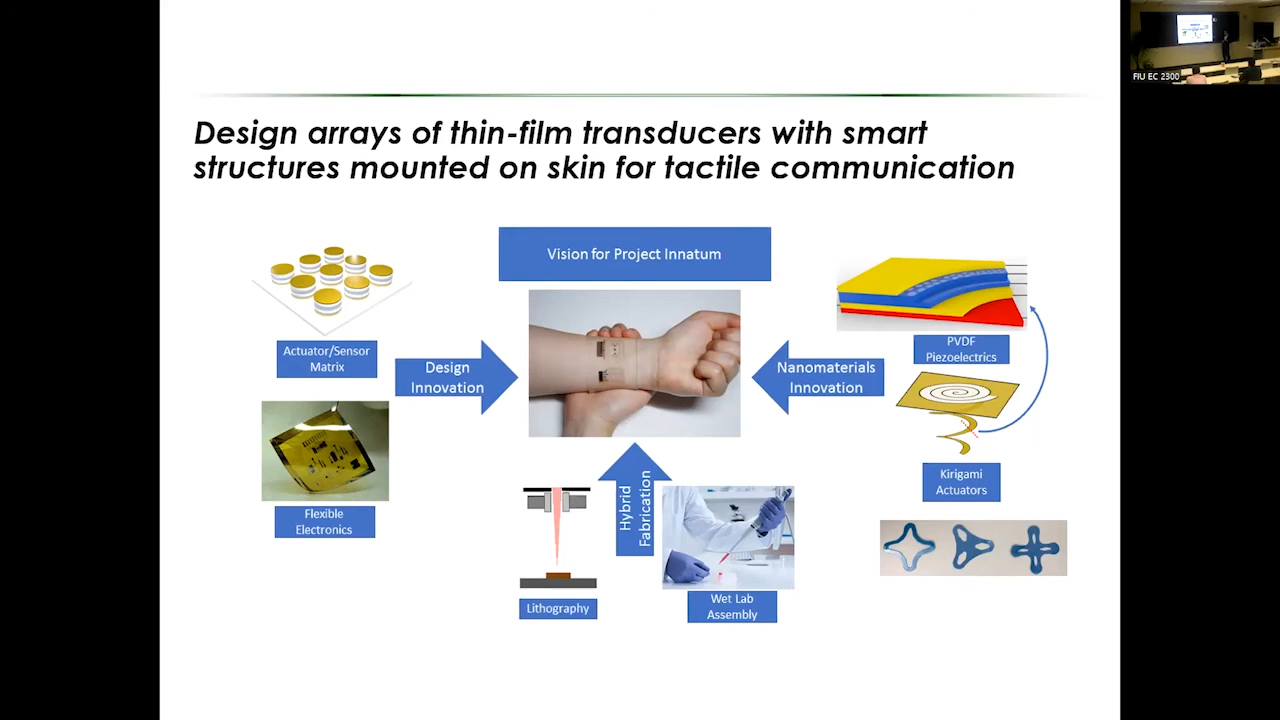 FIU EC 2300
Design arrays of thin-film transducers with smart
structures mounted on skin for tactile communication
Vision for Project Innatum
Actuator/Sensor
Matrix
Design
Innovation
Flexible
Electronics
Nanomaterials
Innovation
PVDF
Piezoelectrics
Kirigami
Actuators
Hybrid
Fabrication
Lithography
Wet Lab
Assembly